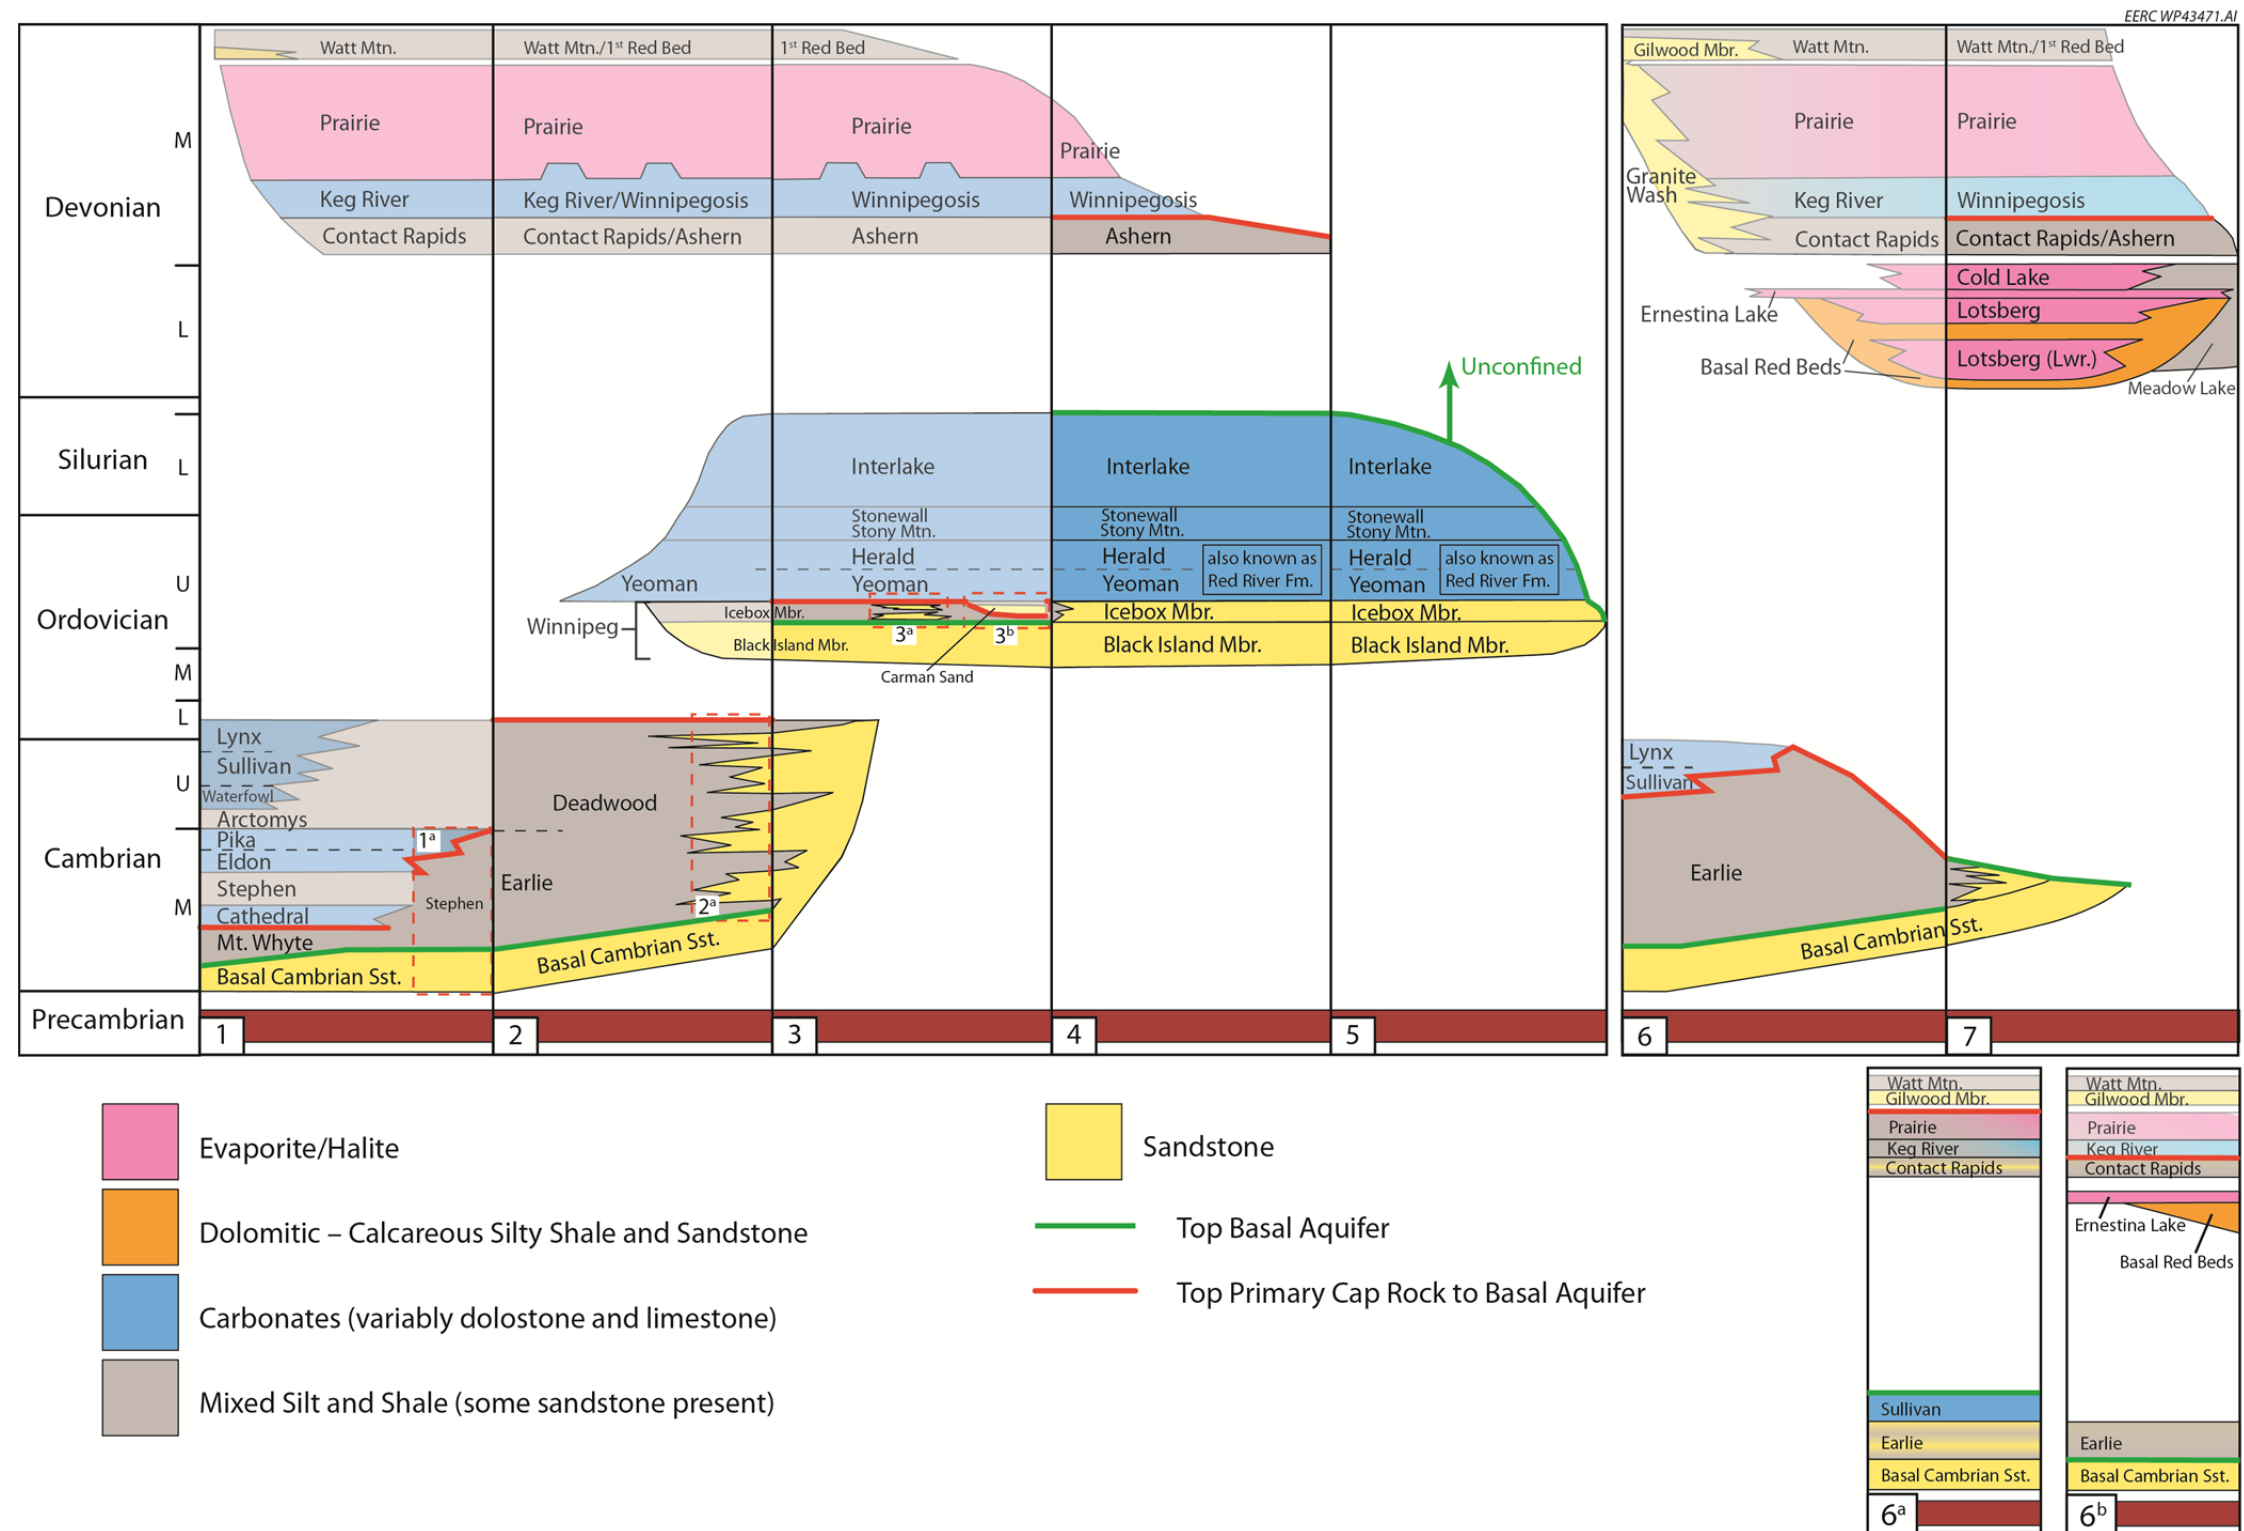 EERC WP43471.AI
Devonian
M
L
Silurian
L
Ordovician
U
M
L
Cambrian
U
M
Precambrian
Watt Mtn.
Watt Mtn./1st Red Bed
1st Red Bed
Prairie
Prairie
Prairie
Prairie
Keg River
Keg River/Winnipegosis
Winnipegosis
Winnipegosis
Contact Rapids
Contact Rapids/Ashern
Ashern
Ashern
Unconfined
Interlake
Interlake
Interlake
Stonewall
Stony Mtn.
Stonewall
Stony Mtn.
Stonewall
Stony Mtn.
Herald
Herald
also known as
Red River Fm.
Herald
also known as
Red River Fm.
Yeoman
Yeoman
Yeoman
Yeoman
Winnipeg
Icebox Mbr.
Icebox Mbr.
Icebox Mbr.
3a
3b
Black Island Mbr.
Black Island Mbr.
Black Island Mbr.
Carman Sand
Lynx
Sullivan
Waterfowl
Arctomys
Pika
Eldon
Stephen
Cathedral
Mt. Whyte
Basal Cambrian Sst.
1a
Stephen
Deadwood
Earlie
2a
Basal Cambrian Sst.
1
2
3
4
5
Gilwood Mbr.
Watt Mtn.
Watt Mtn./1st Red Bed
Prairie
Prairie
Granite
Wash
Keg River
Winnipegosis
Contact Rapids
Contact Rapids/Ashern
Cold Lake
Ernestina Lake
Lotsberg
Basal Red Beds
Lotsberg (Lwr.)
Meadow Lake
Lynx
Sullivan
Earlie
Basal Cambrian Sst.
6
7
Evaporite/Halite
Dolomitic – Calcareous Silty Shale and Sandstone
Carbonates (variably dolostone and limestone)
Mixed Silt and Shale (some sandstone present)
Sandstone
Top Basal Aquifer
Top Primary Cap Rock to Basal Aquifer
Watt Mtn.
Gilwood Mbr.
Prairie
Keg River
Contact Rapids
Sullivan
Earlie
Basal Cambrian Sst.
6a
Watt Mtn.
Gilwood Mbr.
Prairie
Keg River
Contact Rapids
Ernestina Lake
Basal Red Beds
Earlie
Basal Cambrian Sst.
6b